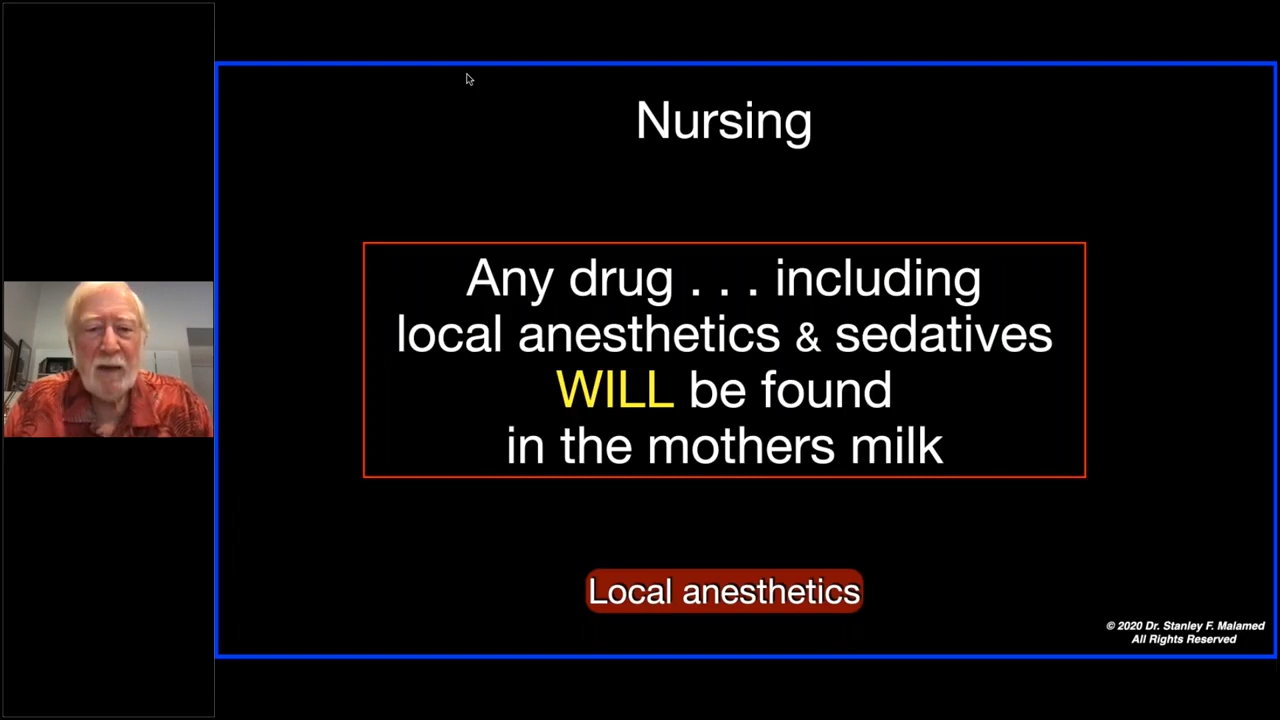 Nursing
Any drug . . . including
local anesthetics & sedatives
WILL be found
in the mothers milk
Local anesthetics
© 2020 Dr. Stanley F. Malamed
All Rights Reserved